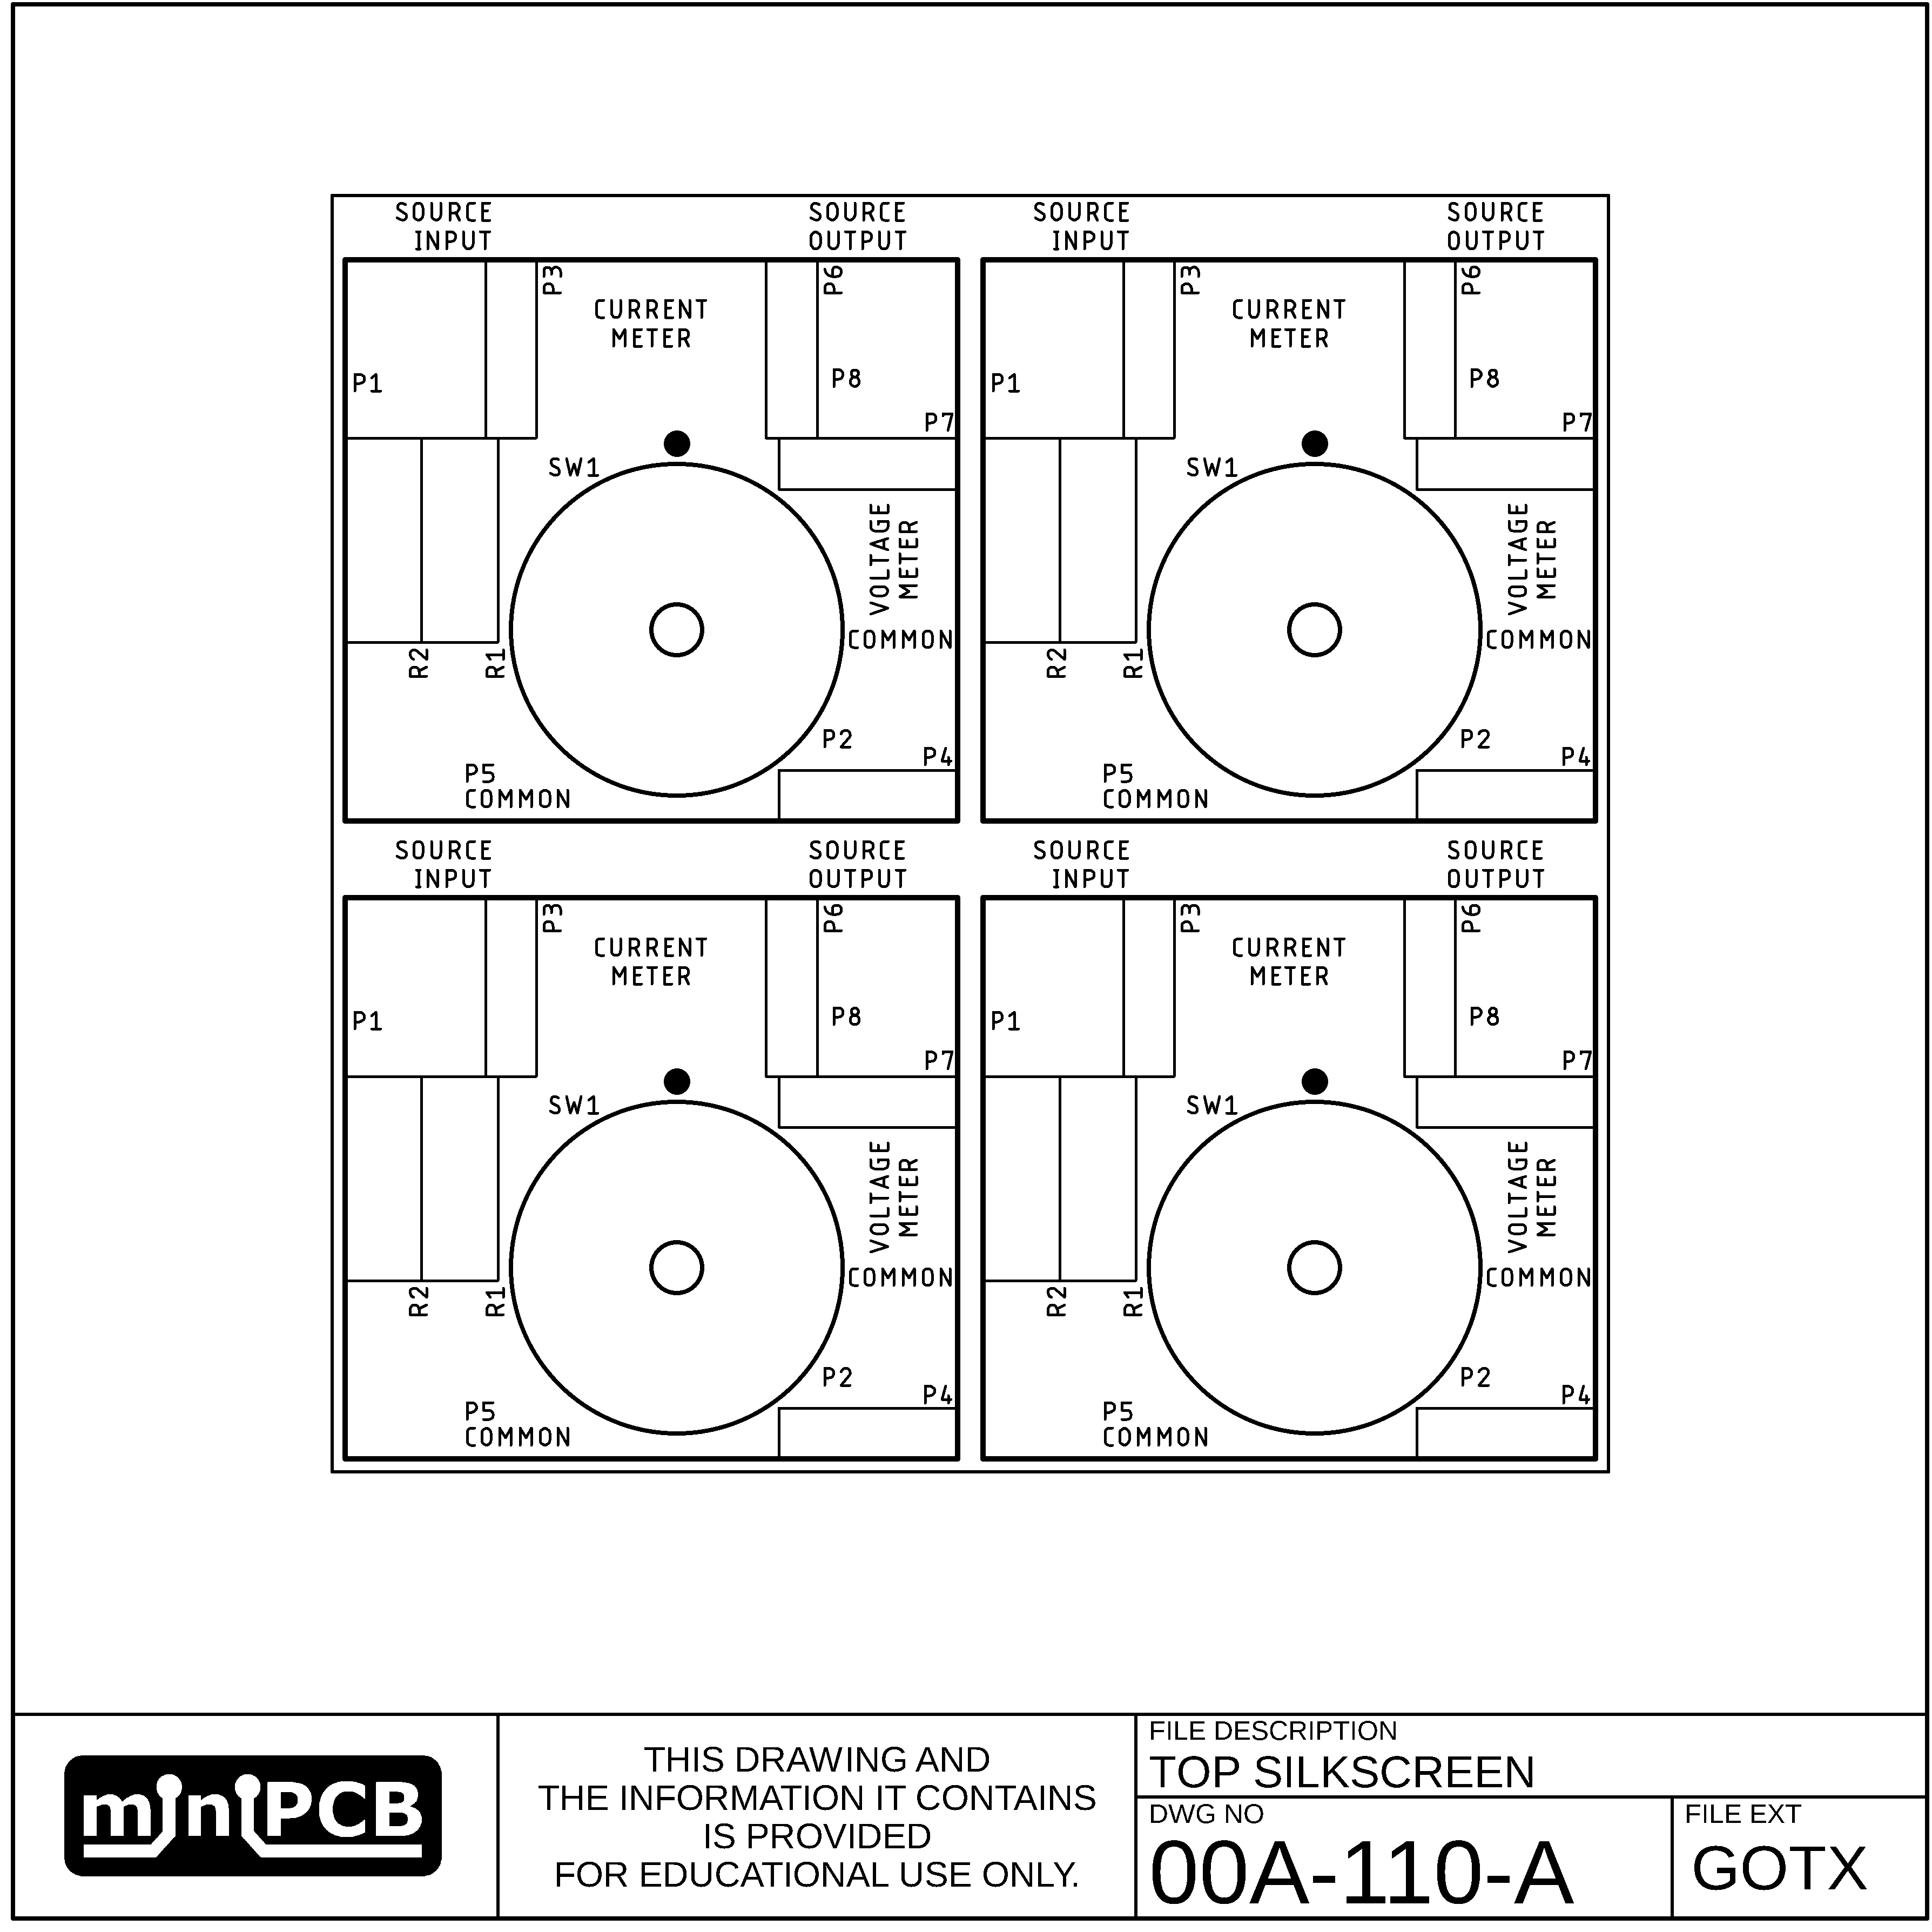 SOURCE
INPUT
SOURCE
OUTPUT
P3
CURRENT
METER
P6
P1
P8
P7
SW1
VOLTAGE
METER
COMMON
R2
R1
P2
P4
P5
COMMON
SOURCE
INPUT
SOURCE
OUTPUT
P3
CURRENT
METER
P6
P1
P8
P7
SW1
VOLTAGE
METER
COMMON
R2
R1
P2
P4
P5
COMMON
SOURCE
INPUT
SOURCE
OUTPUT
P3
CURRENT
METER
P6
P1
P8
P7
SW1
VOLTAGE
METER
COMMON
R2
R1
P2
P4
P5
COMMON
SOURCE
INPUT
SOURCE
OUTPUT
P3
CURRENT
METER
P6
P1
P8
P7
SW1
VOLTAGE
METER
COMMON
R2
R1
P2
P4
P5
COMMON
miniPCB
THIS DRAWING AND
THE INFORMATION IT CONTAINS
IS PROVIDED
FOR EDUCATIONAL USE ONLY.
FILE DESCRIPTION
TOP SILKSCREEN
DWG NO
00A-110-A
FILE EXT
GOTX